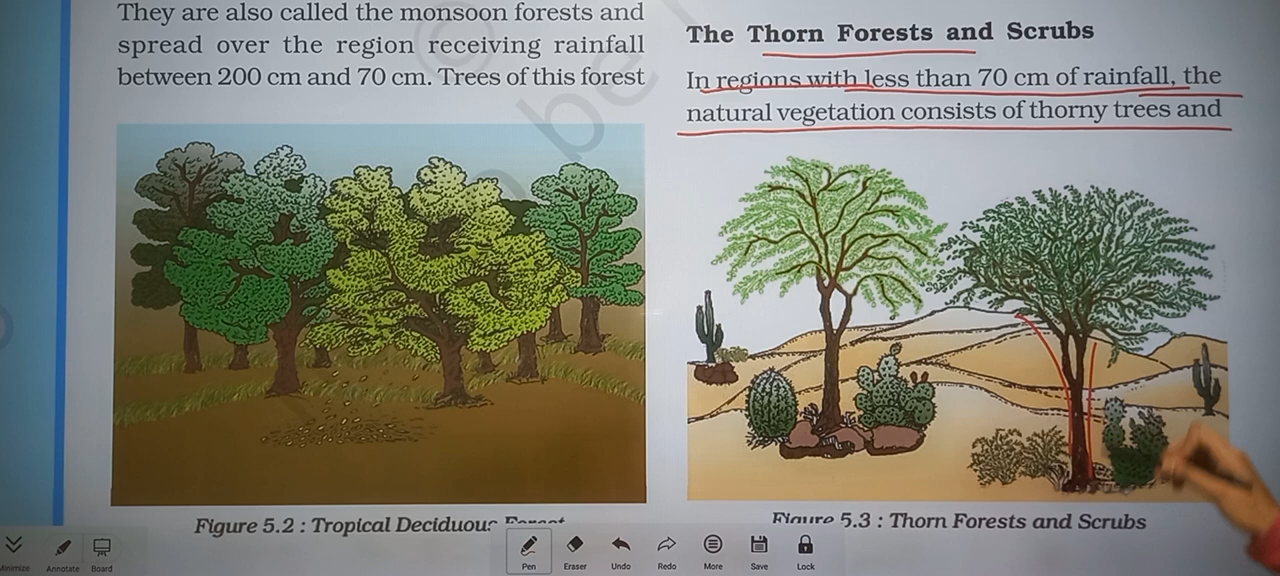 They are also called the monsoon forests and
spread over the region receiving rainfall
between 200 cm and 70 cm. Trees of this forest
Figure 5.2 : Tropical Deciduous Forest
The Thorn Forests and Scrubs
In regions with less than 70 cm of rainfall, the
natural vegetation consists of thorny trees and
Figure 5.3 : Thorn Forests and Scrubs
Minimize
Annotate
Board
Pen
Eraser
Undo
Redo
More
Save
Lock